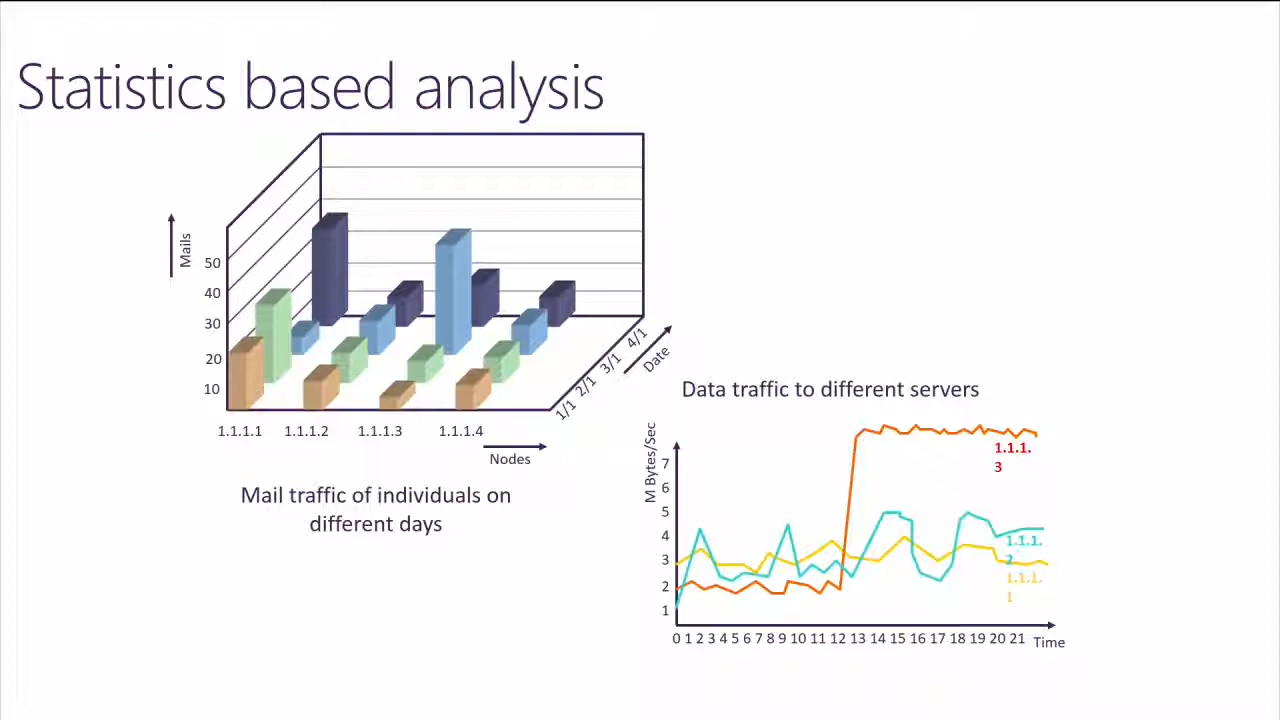 Statistics based analysis
Mails
50
40
30
20
10
1.1.1.1 1.1.1.2 1.1.1.3 1.1.1.4
Nodes
1/1 2/1 3/1 4/1
Date
Mail traffic of individuals on
different days
Data traffic to different servers
M Bytes/Sec
7
6
5
4
3
2
1
0 1 2 3 4 5 6 7 8 9 10 11 12 13 14 15 16 17 18 19 20 21
Time
1.1.1.
3
1.1.1.
2
1.1.1.
1